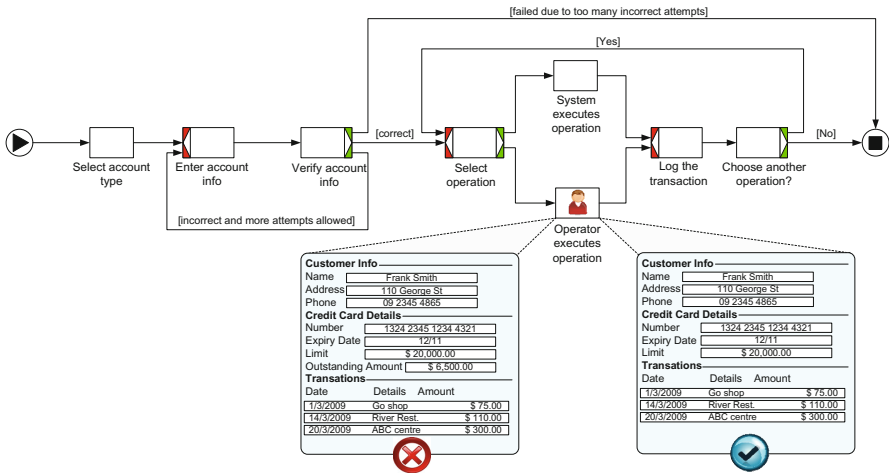 [failed due to too many incorrect attempts]
[Yes]
System
executes
operation
[correct]
[No]
Select account
type
Enter account
info
Verify account
info
Select
operation
Log the
transaction
Choose another
operation?
[incorrect and more attempts allowed]
Operator
executes
operation
Customer Info
Name Frank Smith
Address 110 George St
Phone 09 2345 4865
Credit Card Details
Number 1324 2345 1234 4321
Expiry Date 12/11
Limit $ 20,000.00
Outstanding Amount $ 6,500.00
Transations
Date Details Amount
1/3/2009 Go shop $ 75.00
14/3/2009 River Rest. $ 110.00
20/3/2009 ABC centre $ 300.00
Customer Info
Name Frank Smith
Address 110 George St
Phone 09 2345 4865
Credit Card Details
Number 1324 2345 1234 4321
Expiry Date 12/11
Limit $ 20,000.00
Transations
Date Details Amount
1/3/2009 Go shop $ 75.00
14/3/2009 River Rest. $ 110.00
20/3/2009 ABC centre $ 300.00